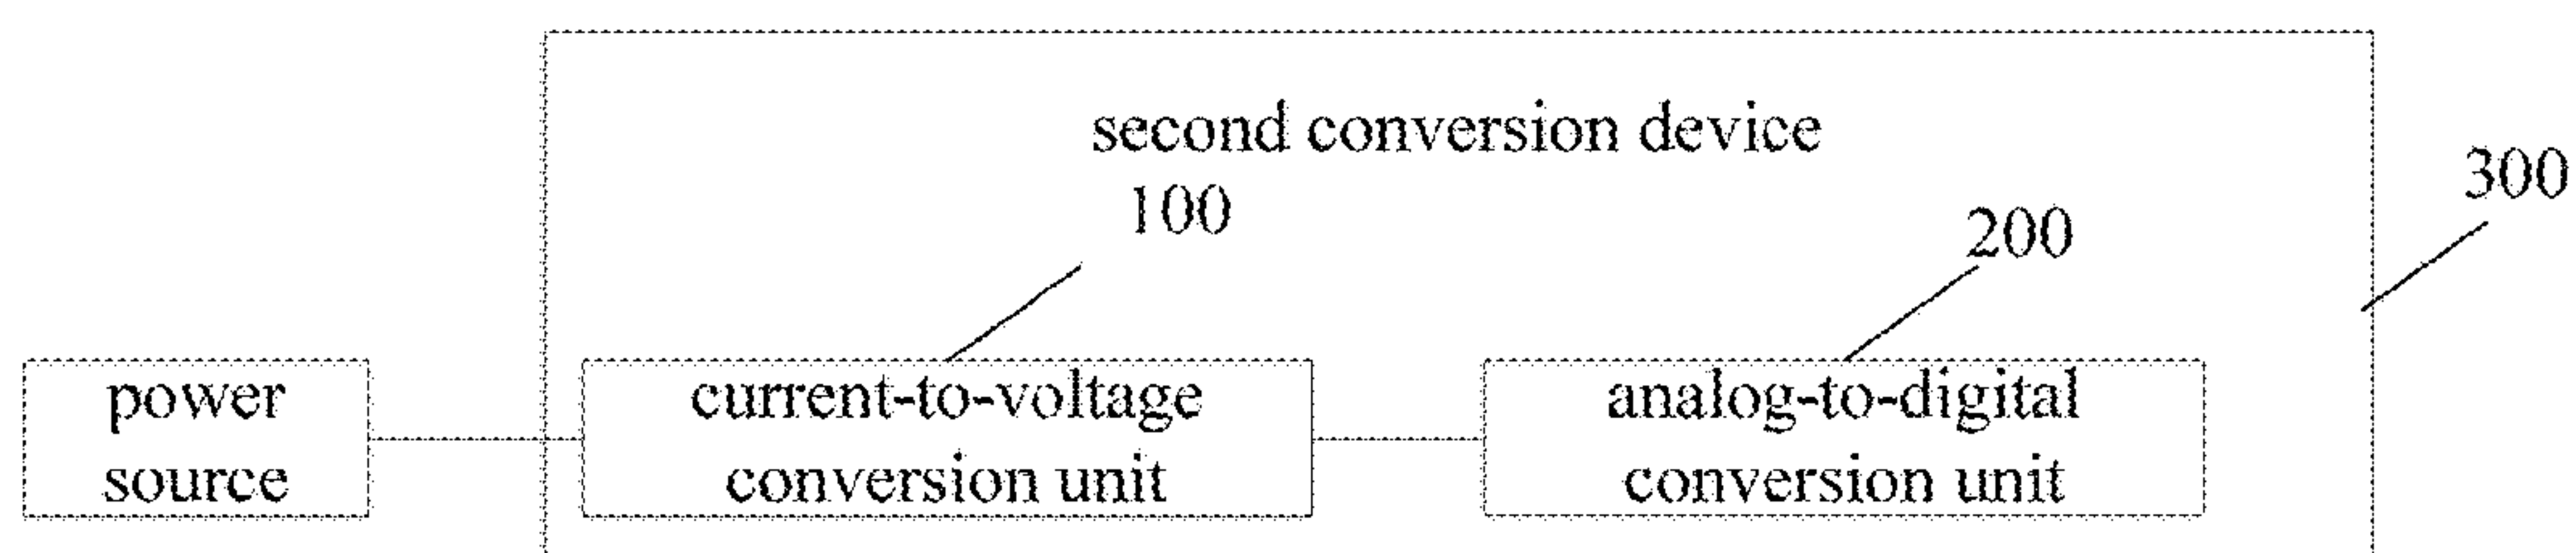 second conversion device
300
100
200
power
source
current-to-voltage
conversion unit
analog-to-digital
conversion unit